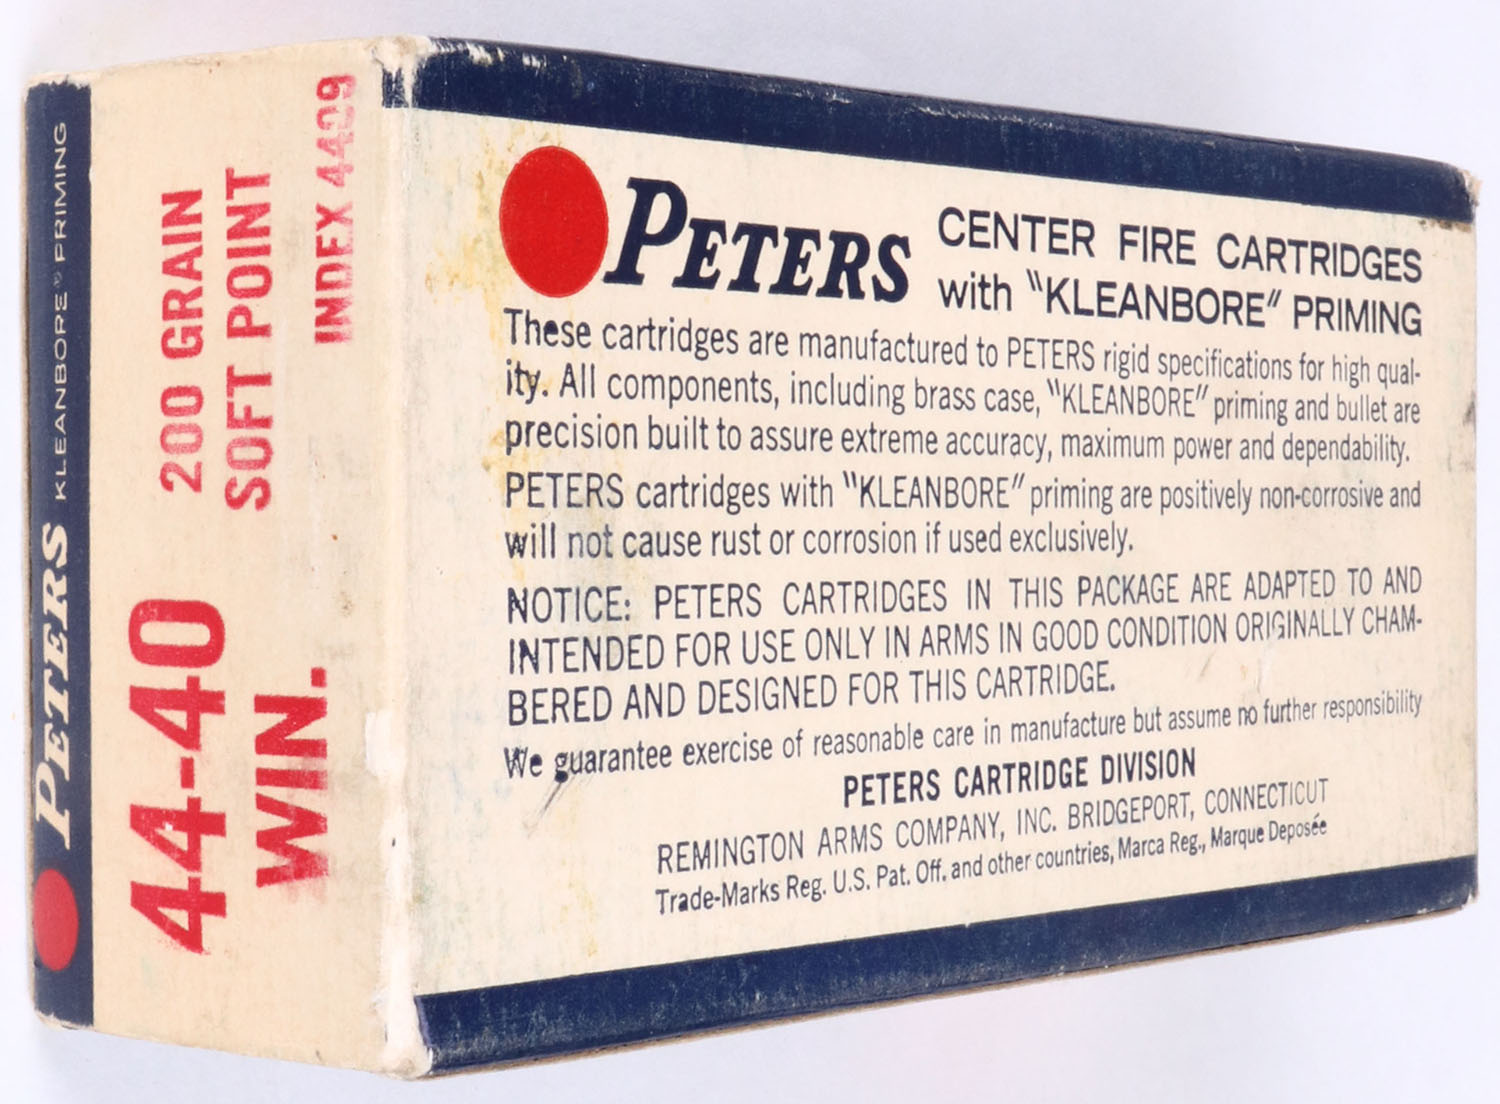 PETERS KLEANBORE® PRIMING
44-40 WIN.
200 GRAIN
SOFT POINT
INDEX 4409
PETERS
CENTER FIRE CARTRIDGES
with "KLEANBORE" PRIMING
These cartridges are manufactured to PETERS rigid specifications for high qual-
ity. All components, including brass case, "KLEANBORE" priming and bullet are
precision built to assure extreme accuracy, maximum power and dependability.
PETERS cartridges with "KLEANBORE" priming are positively non-corrosive and
will not cause rust or corrosion if used exclusively.
NOTICE: PETERS CARTRIDGES IN THIS PACKAGE ARE ADAPTED TO AND
INTENDED FOR USE ONLY IN ARMS IN GOOD CONDITION ORIGINALLY CHAM-
BERED AND DESIGNED FOR THIS CARTRIDGE.
We guarantee exercise of reasonable care in manufacture but assume no further responsibility
PETERS CARTRIDGE DIVISION
REMINGTON ARMS COMPANY, INC. BRIDGEPORT, CONNECTICUT
Trade-Marks Reg. U.S. Pat. Off. and other countries, Marca Reg., Marque Deposée